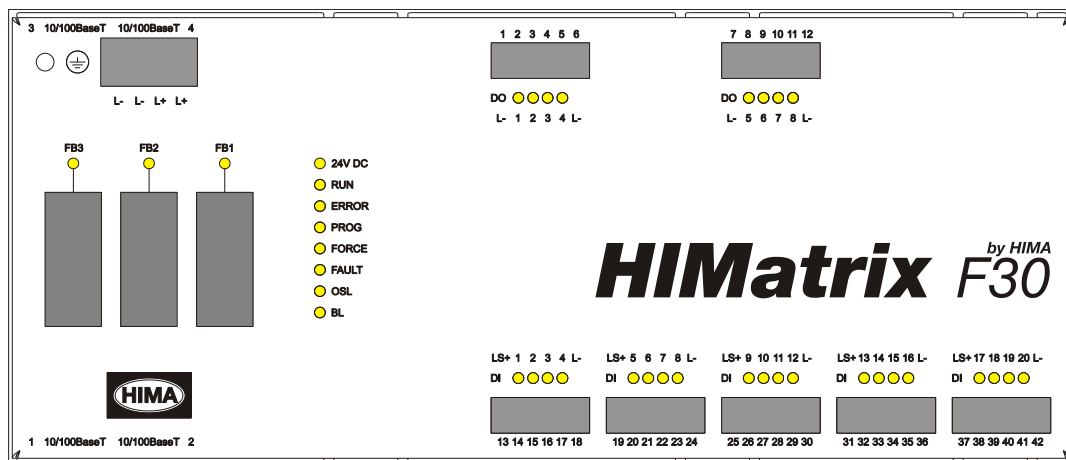 3 10/100BaseT 10/100BaseT 4
L- L- L+ L+
1 2 3 4 5 6
DO
L- 1 2 3 4 L-
7 8 9 10 11 12
DO
L- 5 6 7 8 L-
FB3 FB2 FB1
24V DC
RUN
ERROR
PROG
FORCE
FAULT
OSL
BL
by HIMA
HIMatrix F30
HIMA
LS+ 1 2 3 4 L-
DI
13 14 15 16 17 18
LS+ 5 6 7 8 L-
DI
19 20 21 22 23 24
LS+ 9 10 11 12 L-
DI
25 26 27 28 29 30
LS+ 13 14 15 16 L-
DI
31 32 33 34 35 36
LS+ 17 18 19 20 L-
DI
37 38 39 40 41 42
1 10/100BaseT 10/100BaseT 2